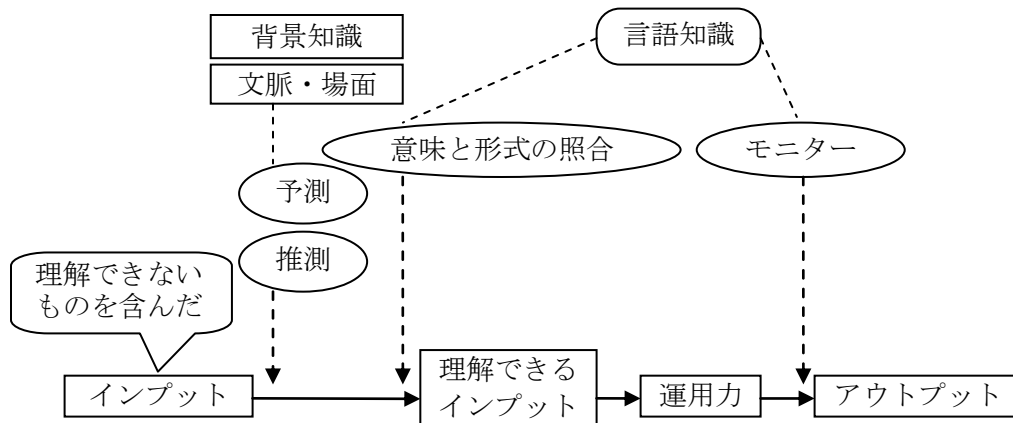 背景知識
言語知識
文脈・場面
意味と形式の照合
モニター
予測
推測
理解できない
ものを含んだ
インプット
理解できる
インプット
運用力
アウトプット